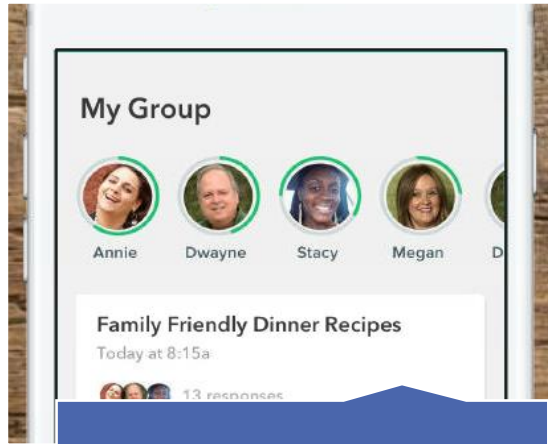 My Group
Annie Dwayne Stacy Megan D
Family Friendly Dinner Recipes
Today at 8:15a
13 responses